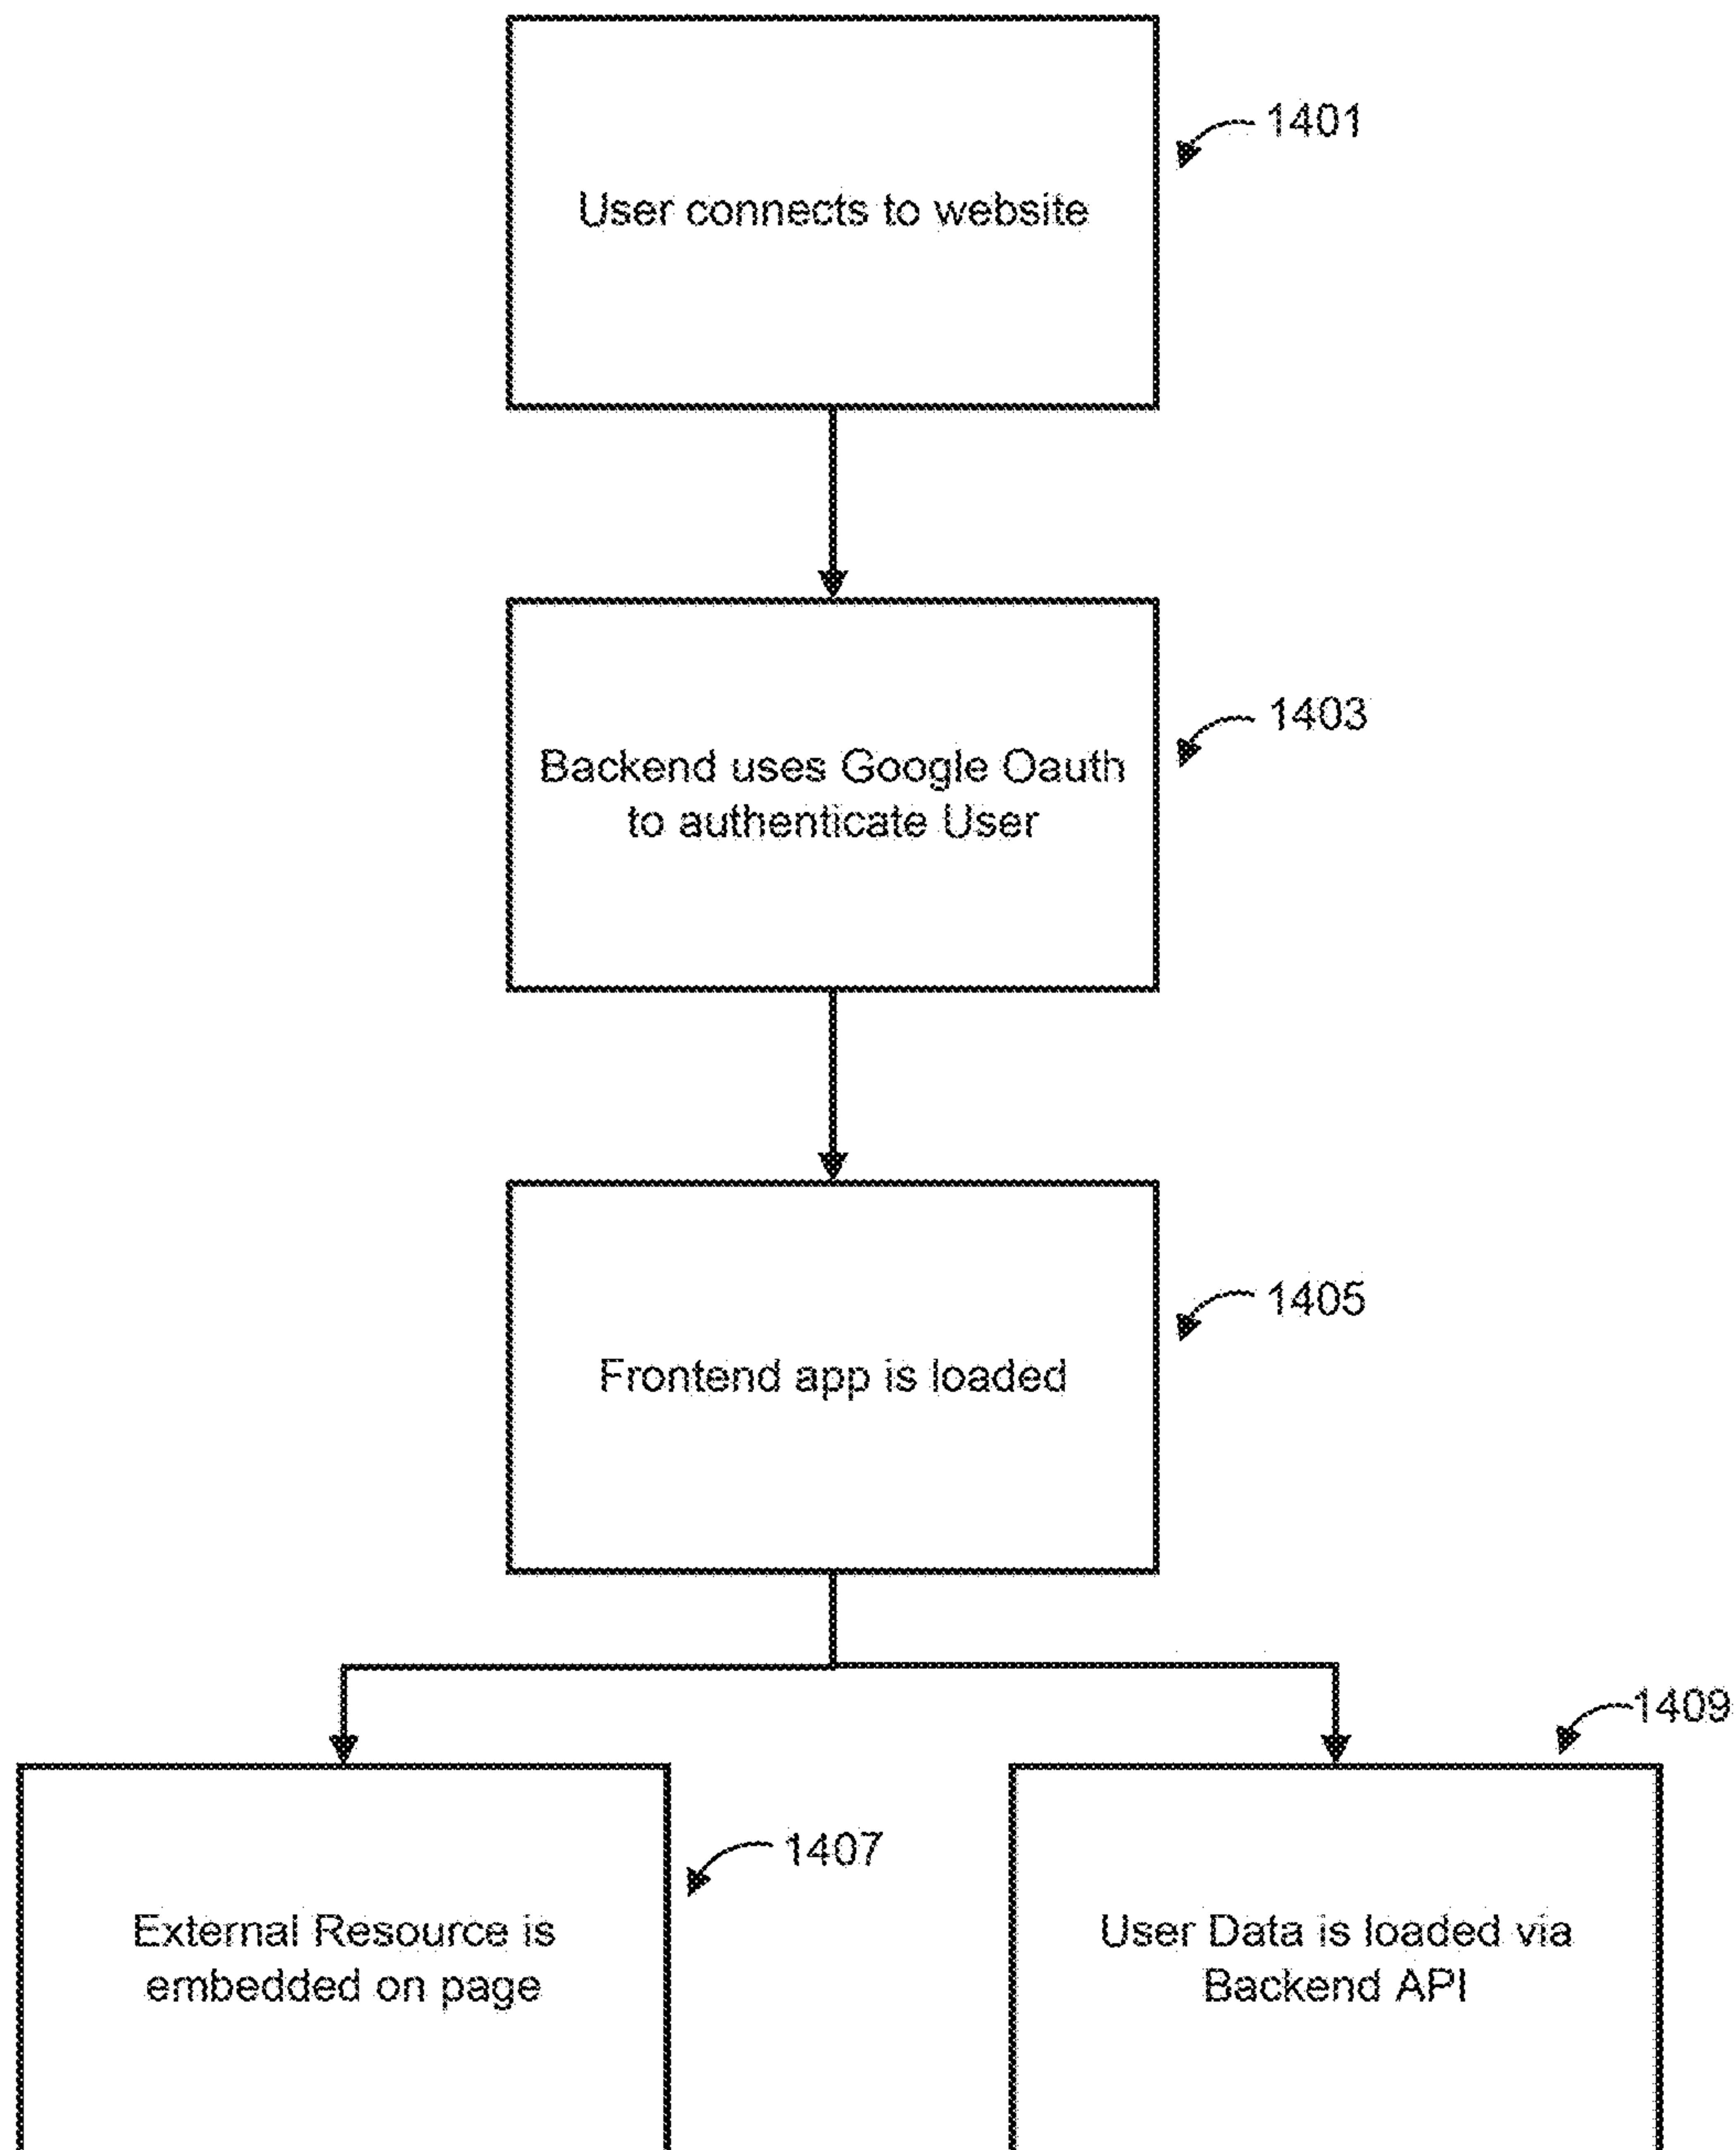 User connects to website
1401
Backend uses Google Oauth
to authenticate User
1403
Frontend app is loaded
1405
External Resource is
embedded on page
1407
User Data is loaded via
Backend API
1409